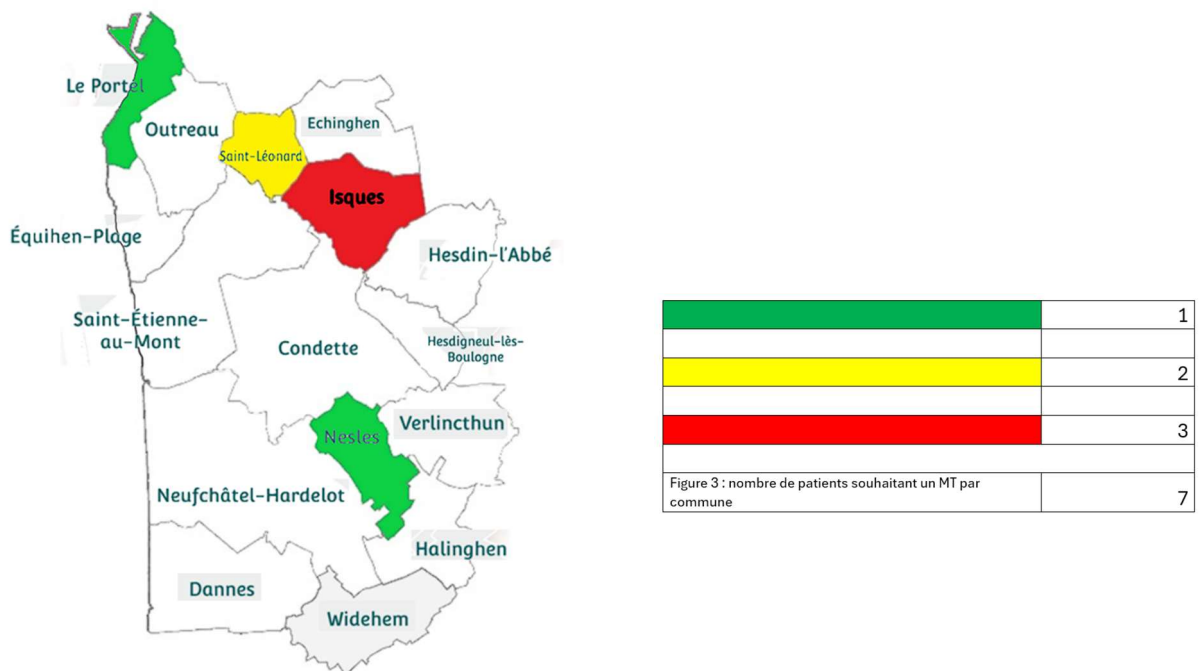 Le Portel
Outreau
Echinghen
Saint-Léonard
Isques
Équihen-Plage
Hesdin-l'Abbé
Saint-Étienne-
au-Mont
Condette
Hesdigneul-lès-
Boulogne
Nesles
Verlincthun
Neufchâtel-Hardelot
Halinghen
Dannes
Widehem
1
2
3
Figure 3 : nombre de patients souhaitant un MT par
commune
7